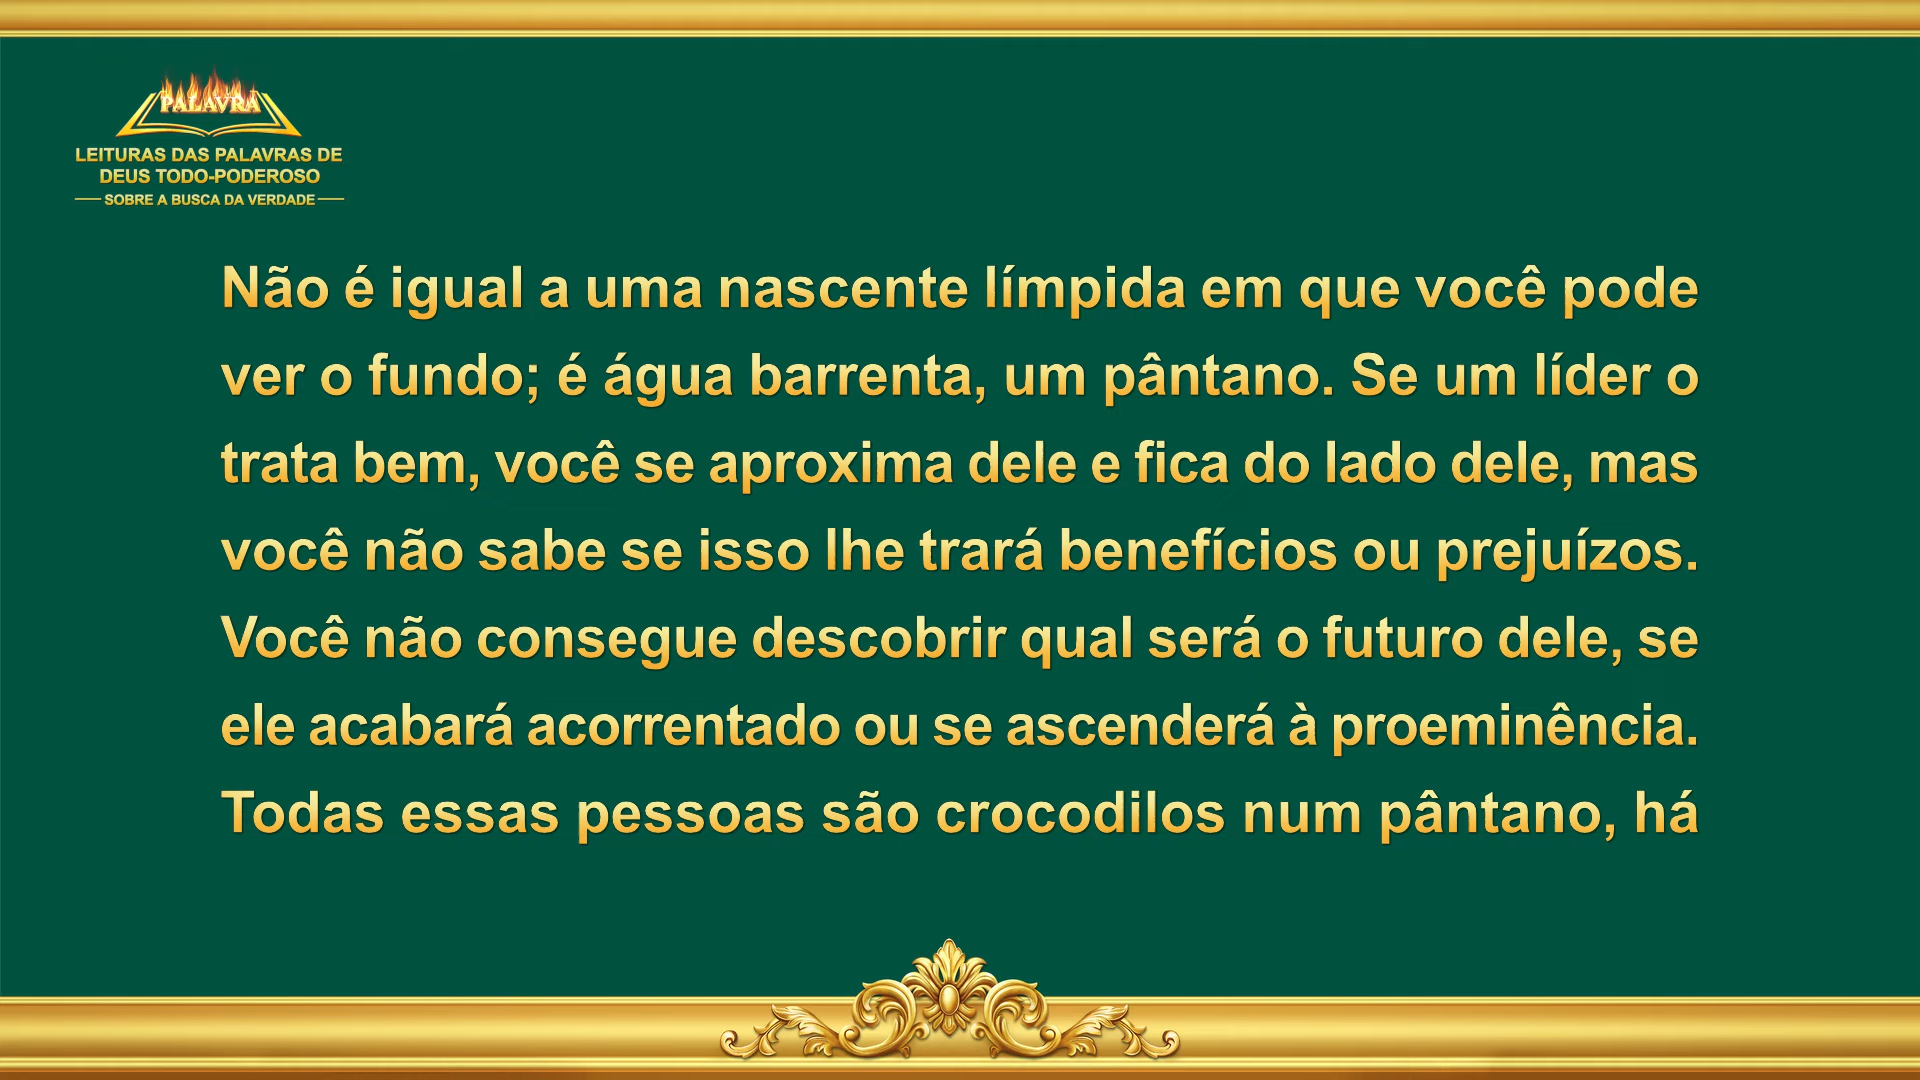 PALAVRA
LEITURAS DAS PALAVRAS DE
DEUS TODO-PODEROSO
SOBRE A BUSCA DA VERDADE
Não é igual a uma nascente límpida em que você pode
ver o fundo; é água barrenta, um pântano. Se um líder o
trata bem, você se aproxima dele e fica do lado dele, mas
você não sabe se isso lhe trará benefícios ou prejuízos.
Você não consegue descobrir qual será o futuro dele, se
ele acabará acorrentado ou se ascenderá à proeminência.
Todas essas pessoas são crocodilos num pântano, há